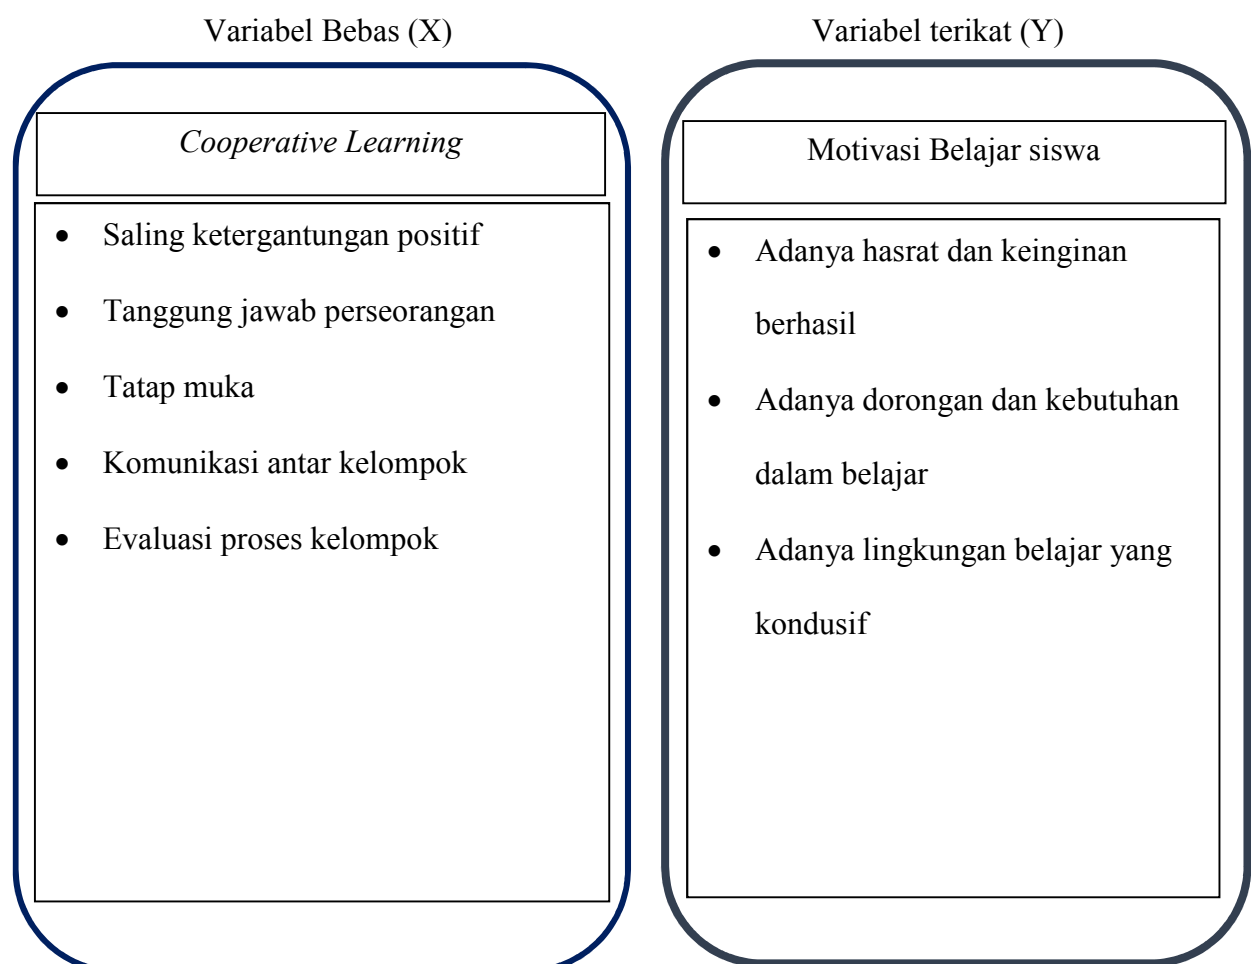 Variabel Bebas (X)
Cooperative Learning
• Saling ketergantungan positif
• Tanggung jawab perseorangan
• Tatap muka
• Komunikasi antar kelompok
• Evaluasi proses kelompok
Variabel terikat (Y)
Motivasi Belajar siswa
• Adanya hasrat dan keinginan
berhasil
• Adanya dorongan dan kebutuhan
dalam belajar
• Adanya lingkungan belajar yang
kondusif